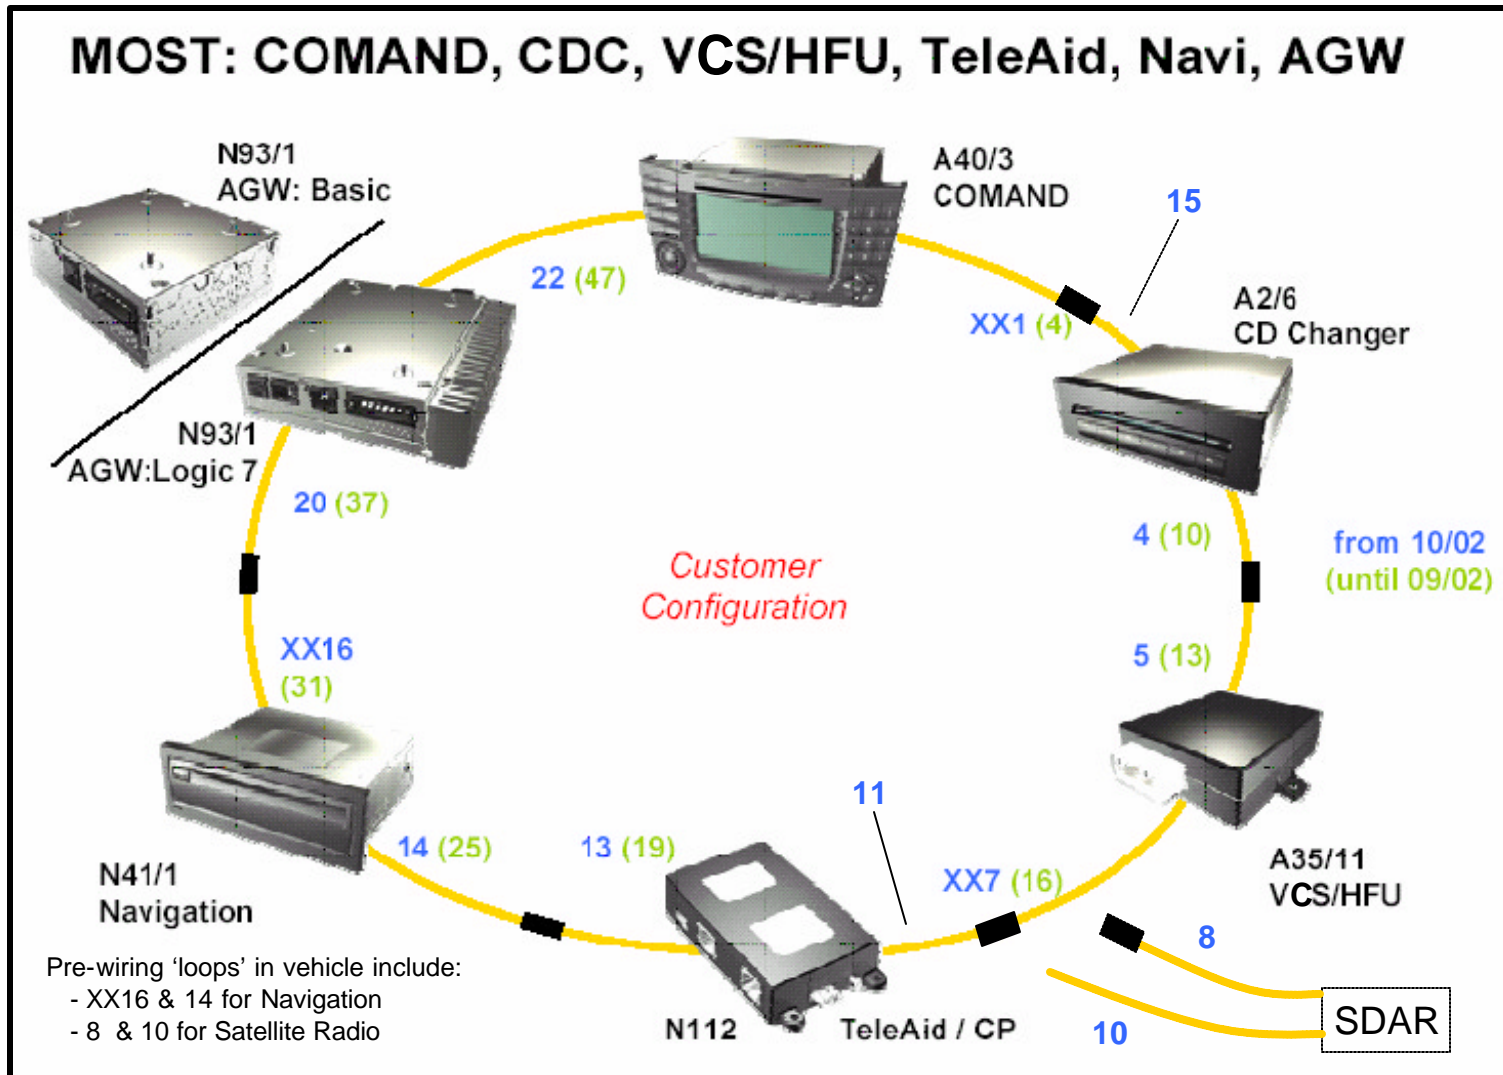 MOST: COMAND, CDC, VCS/HFU, TeleAid, Navi, AGW
N93/1
AGW: Basic
A40/3
COMAND
15
22 (47)
XX1 (4)
A2/6
CD Changer
N93/1
AGW:Logic 7
20 (37)
4 (10)
from 10/02
(until 09/02)
Customer
Configuration
XX16
(31)
5 (13)
11
14 (25)
13 (19)
XX7 (16)
A35/11
VCS/HFU
N41/1
Navigation
8
Pre-wiring ‘loops’ in vehicle include:
- XX16 & 14 for Navigation
- 8 & 10 for Satellite Radio
N112
TeleAid / CP
10
SDAR